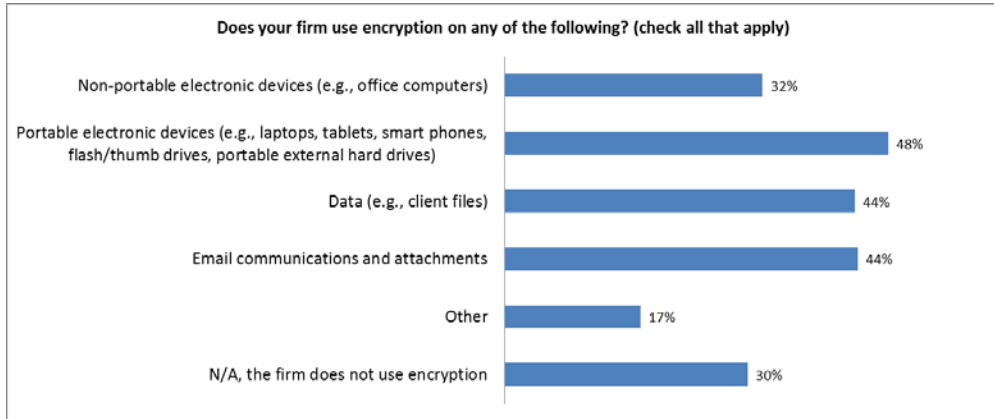 Does your firm use encryption on any of the following? (check all that apply)
Non-portable electronic devices (e.g., office computers)
32%
Portable electronic devices (e.g., laptops, tablets, smart phones,
flash/thumb drives, portable external hard drives)
48%
Data (e.g., client files)
44%
Email communications and attachments
44%
Other
17%
N/A, the firm does not use encryption
30%